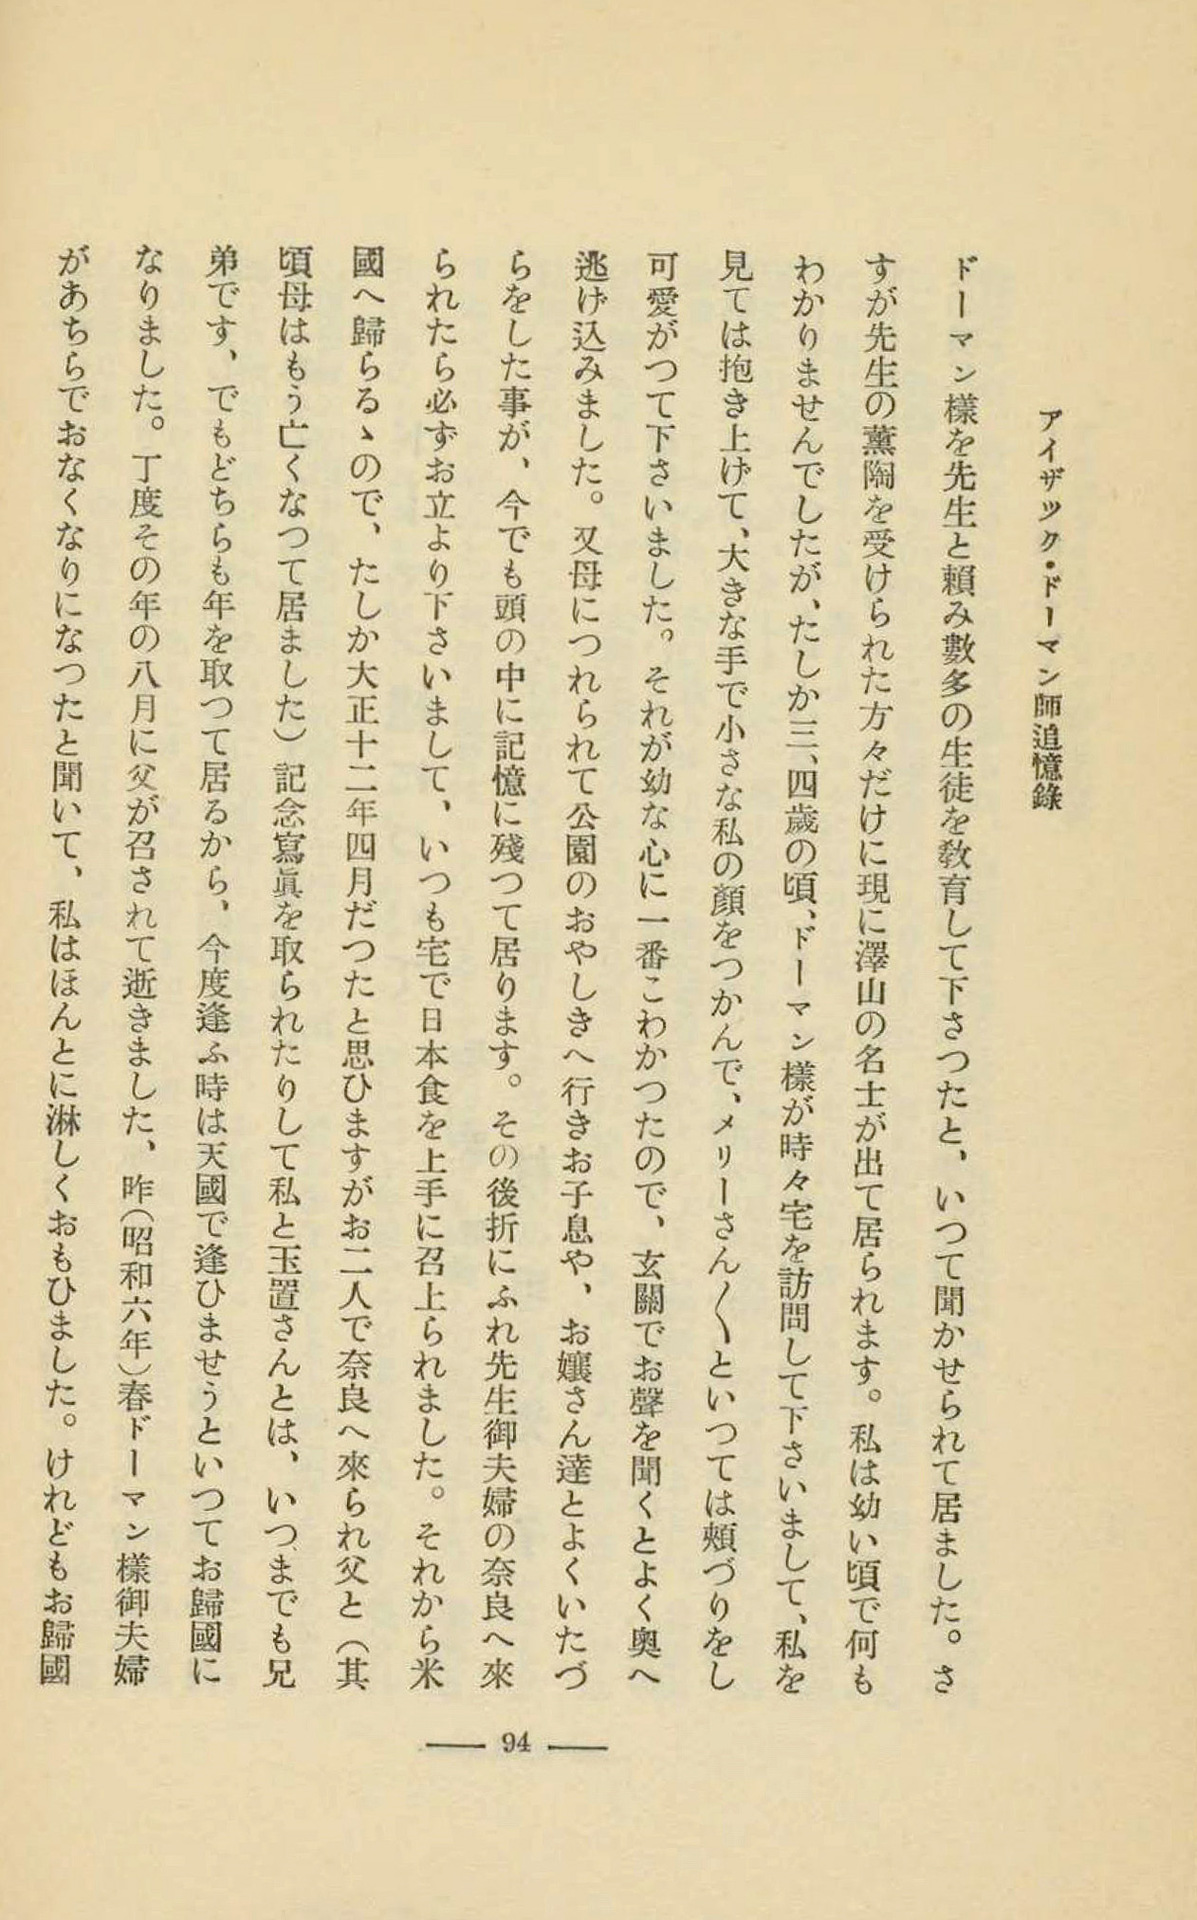 アイザック・ドーマン師追憶錄
ドーマン樣を先生と賴み數多の生徒を敎育して下さつたと、いつて聞かせられて居ました。さ
すが先生の薰陶を受けられた方々だけに現に澤山の名士が出て居られます。私は幼い頃で何も
わかりませんでしたが、たしか三、四歲の頃、ドーマン樣が時々宅を訪問して下さいまして、私を
見ては抱き上げて、大きな手で小さな私の顏をつかんで、メリーさん〱といつては頰づりをし
可愛がつて下さいました。それが幼な心に一番こわかつたので、玄關でお聲を聞くとよく奧へ
逃げ込みました。又母につれられて公園のおやしきへ行きお子息や、お孃さん達とよくいたづ
らをした事が、今でも頭の中に記憶に殘つて居ります。その後折にふれ先生御夫婦の奈良へ來
られたら必ずお立より下さいまして、いつも宅で日本食を上手に召上られました。それから米
國へ歸らるゝので、たしか大正十二年四月だつたと思ひますがお二人で奈良へ來られ父と（其
頃母はもう亡くなつて居ました）記念寫眞を取られたりして私と玉置さんとは、いつまでも兄
弟です、でもどちらも年を取つて居るから、今度逢ふ時は天國で逢ひませうといつてお歸國に
なりました。丁度その年の八月に父が召されて逝きました、昨（昭和六年）春ドーマン樣御夫婦
があちらでおなくなりになつたと聞いて、私はほんとに淋しくおもひました。けれどもお歸國
— 94 —